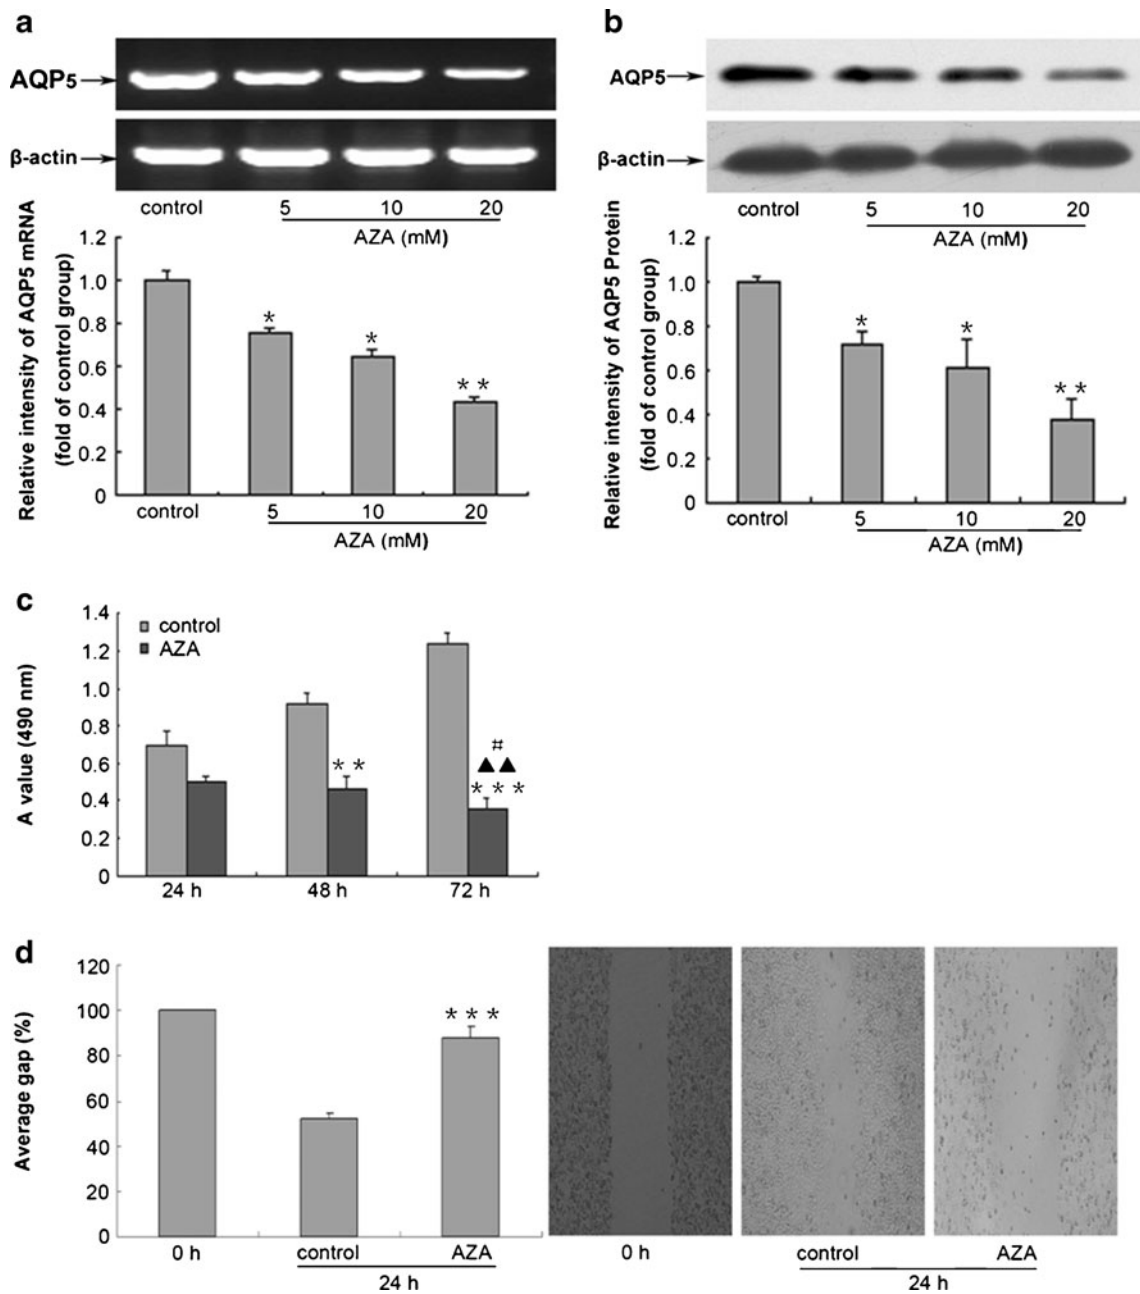 a
AQP5
β-actin
control 5 10 20
AZA (mM)
Relative intensity of AQP5 mRNA
(fold of control group)
1.2
1.0
0.8
0.6
0.4
0.2
0
* * * *
control 5 10 20
AZA (mM)
b
AQP5
β-actin
control 5 10 20
AZA (mM)
Relative intensity of AQP5 Protein
(fold of control group)
1.2
1.0
0.8
0.6
0.4
0.2
0
* * * *
control 5 10 20
AZA (mM)
c
A value (490 nm)
1.4
1.2
1.0
0.8
0.6
0.4
0.2
0
control
AZA
* *
#
▲▲
* * *
24 h 48 h 72 h
d
Average gap (%)
120
100
80
60
40
20
0
* * *
0 h control AZA
24 h
0 h control AZA
24 h